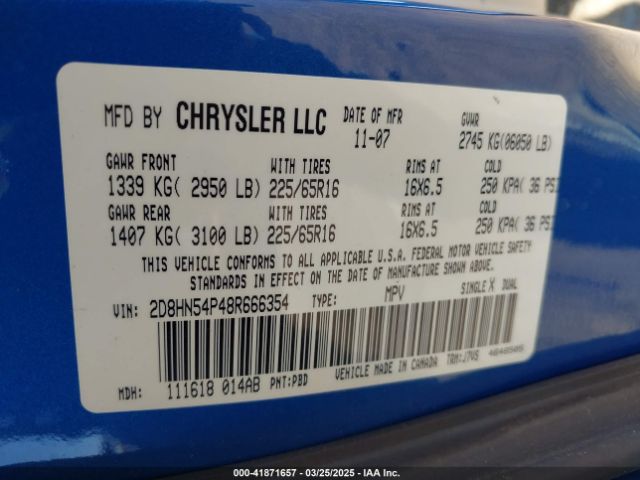 MFD BY CHRYSLER LLC DATE OF MFR GVWR
11-07 2745 KG(06050 LB)
GAWR FRONT WITH TIRES RIMS AT COLD
1339 KG( 2950 LB) 225/65R16 16X6.5 250 KPA( 36 PSI
GAWR REAR WITH TIRES RIMS AT COLD
1407 KG( 3100 LB) 225/65R16 16X6.5 250 KPA( 36 PSI
THIS VEHICLE CONFORMS TO ALL APPLICABLE U.S.A. FEDERAL MOTOR VEHICLE SAFETY
STANDARDS IN EFFECT ON THE DATE OF MANUFACTURE SHOWN ABOVE.
VIN: 2D8HN54P48R666354 TYPE: MPV SINGLE X DUAL
MDH: 111618 014AB PNT:PBD VEHICLE MADE IN CANADA TRM:J7VS
00-41871657 / 03/25/2025 - IAA Inc.